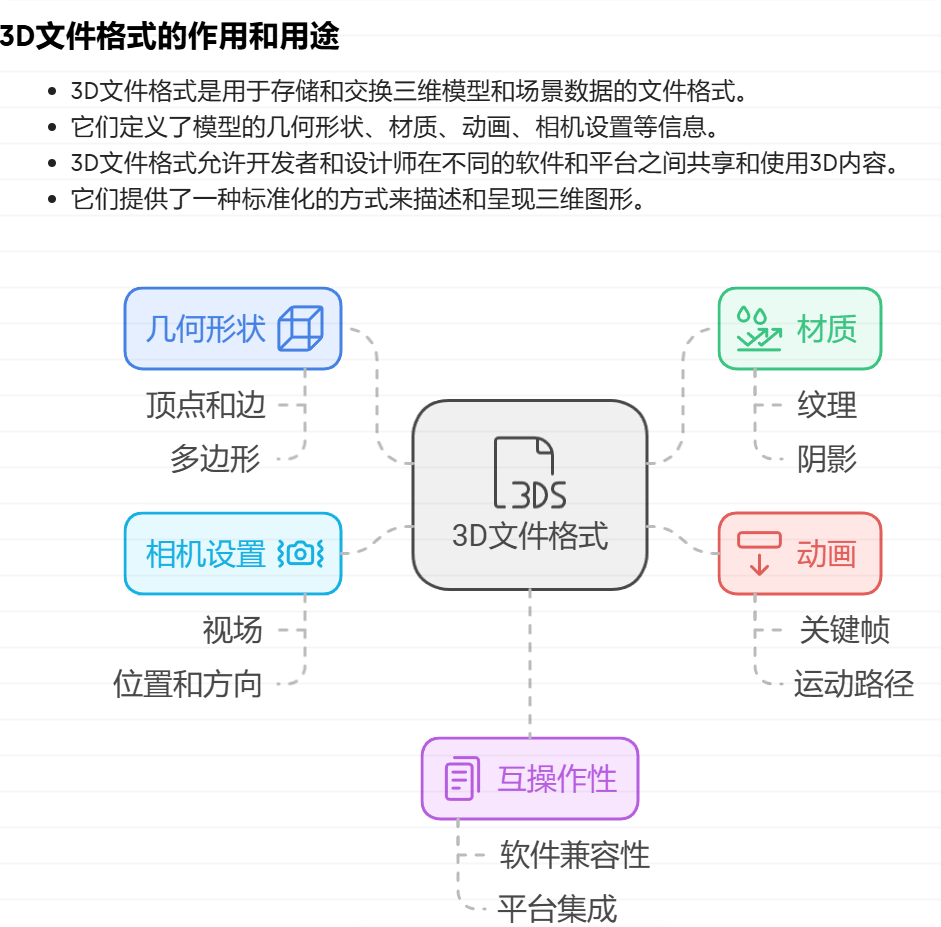 3D文件格式的作用和用途
3D文件格式是用于存储和交换三维模型和场景数据的文件格式。
它们定义了模型的几何形状、材质、动画、相机设置等信息。
3D文件格式允许开发者和设计师在不同的软件和平台之间共享和使用3D内容。
它们提供了一种标准化的方式来描述和呈现三维图形。
几何形状
顶点和边
多边形
材质
纹理
阴影
3DS
3D文件格式
相机设置
视场
位置和方向
动画
关键帧
运动路径
互操作性
软件兼容性
平台集成